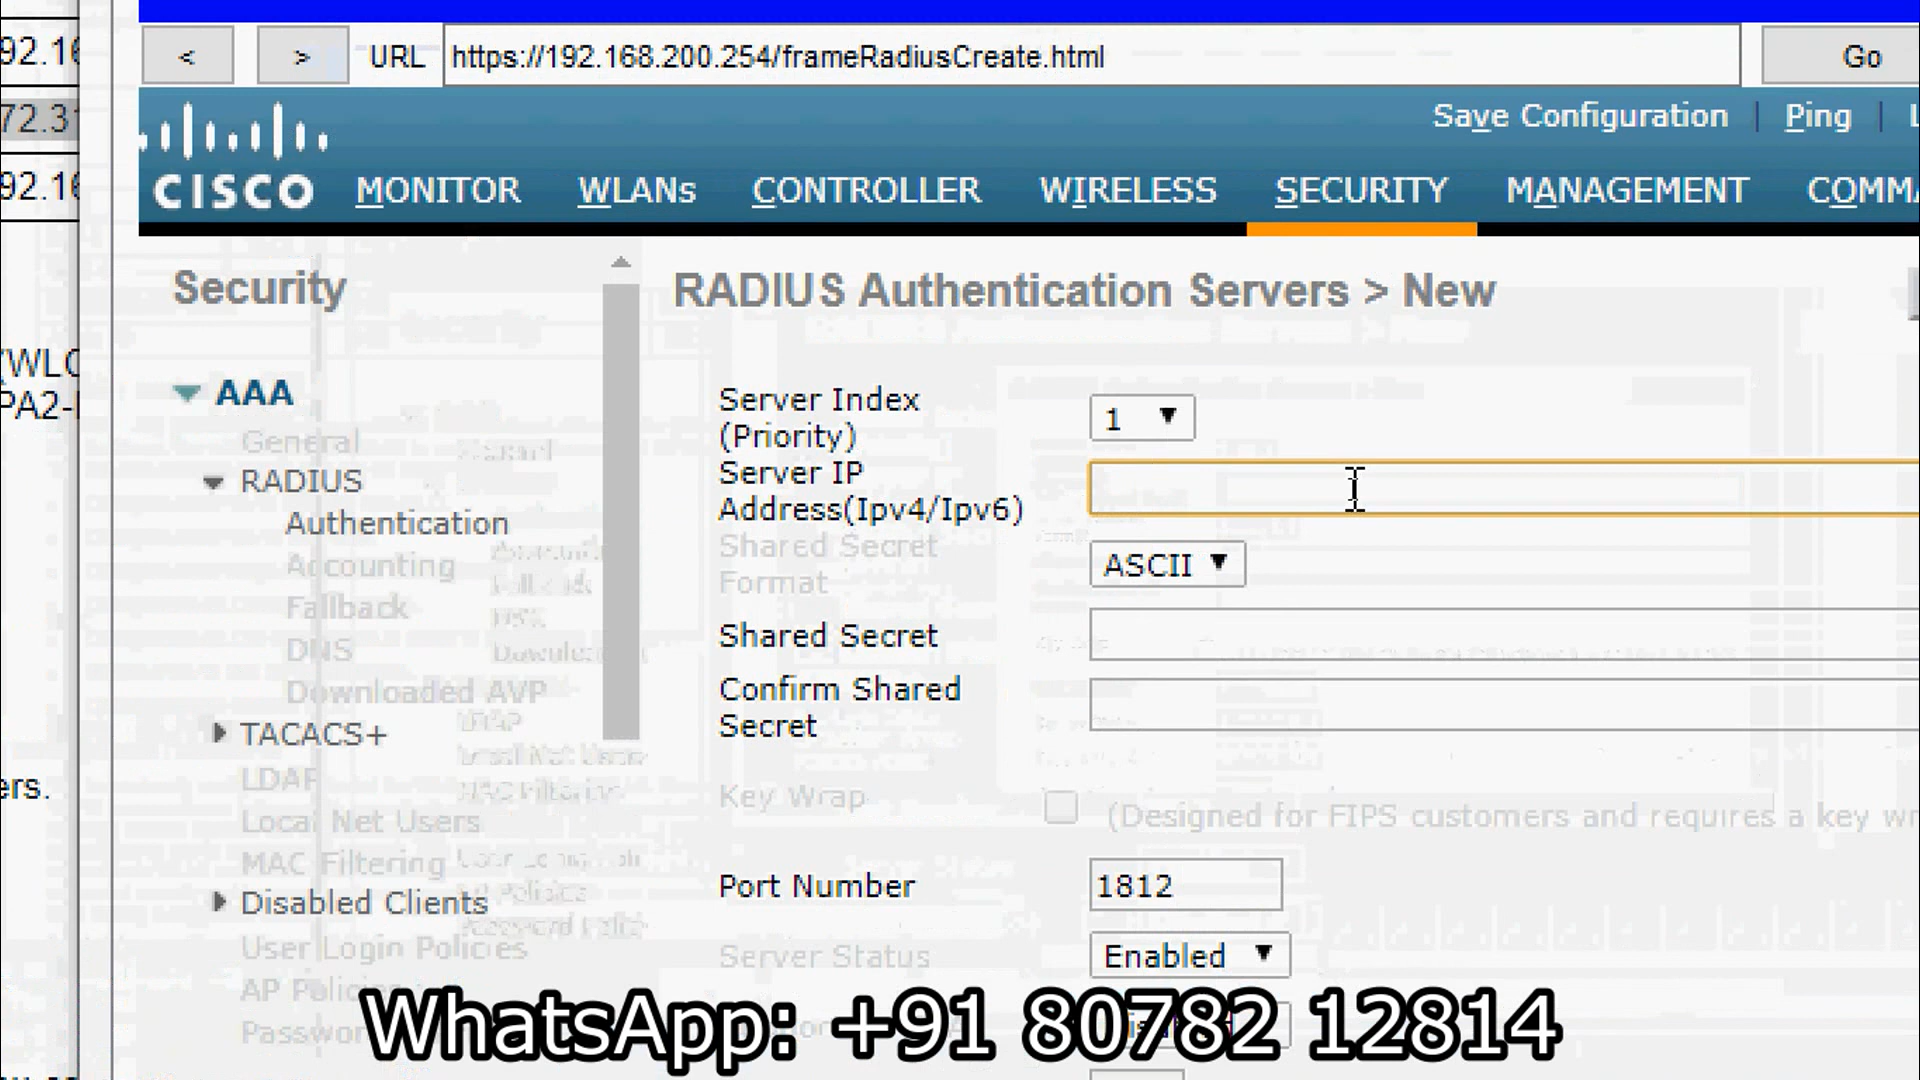 92.16
< > URL https://192.168.200.254/frameRadiusCreate.html Go
72.31
Save Configuration | Ping |
92.16
CISCO MONITOR WLANs CONTROLLER WIRELESS SECURITY MANAGEMENT COMMA
Security
RADIUS Authentication Servers > New
(WLC
PA2-
AAA
General
RADIUS
Authentication
Accounting
Fallback
DNS
Downloaded AVP
TACACS+
LDAP
Local Net Users
MAC Filtering
Disabled Clients
User Login Policies
AP Policies
Password
ers.
Server Index
(Priority)
1
Server IP
Address(Ipv4/Ipv6)
Shared Secret
Format
ASCII
Shared Secret
Confirm Shared
Secret
Key Wrap
(Designed for FIPS customers and requires a key wr
Port Number
1812
Server Status
Enabled
WhatsApp: +91 80782 12814